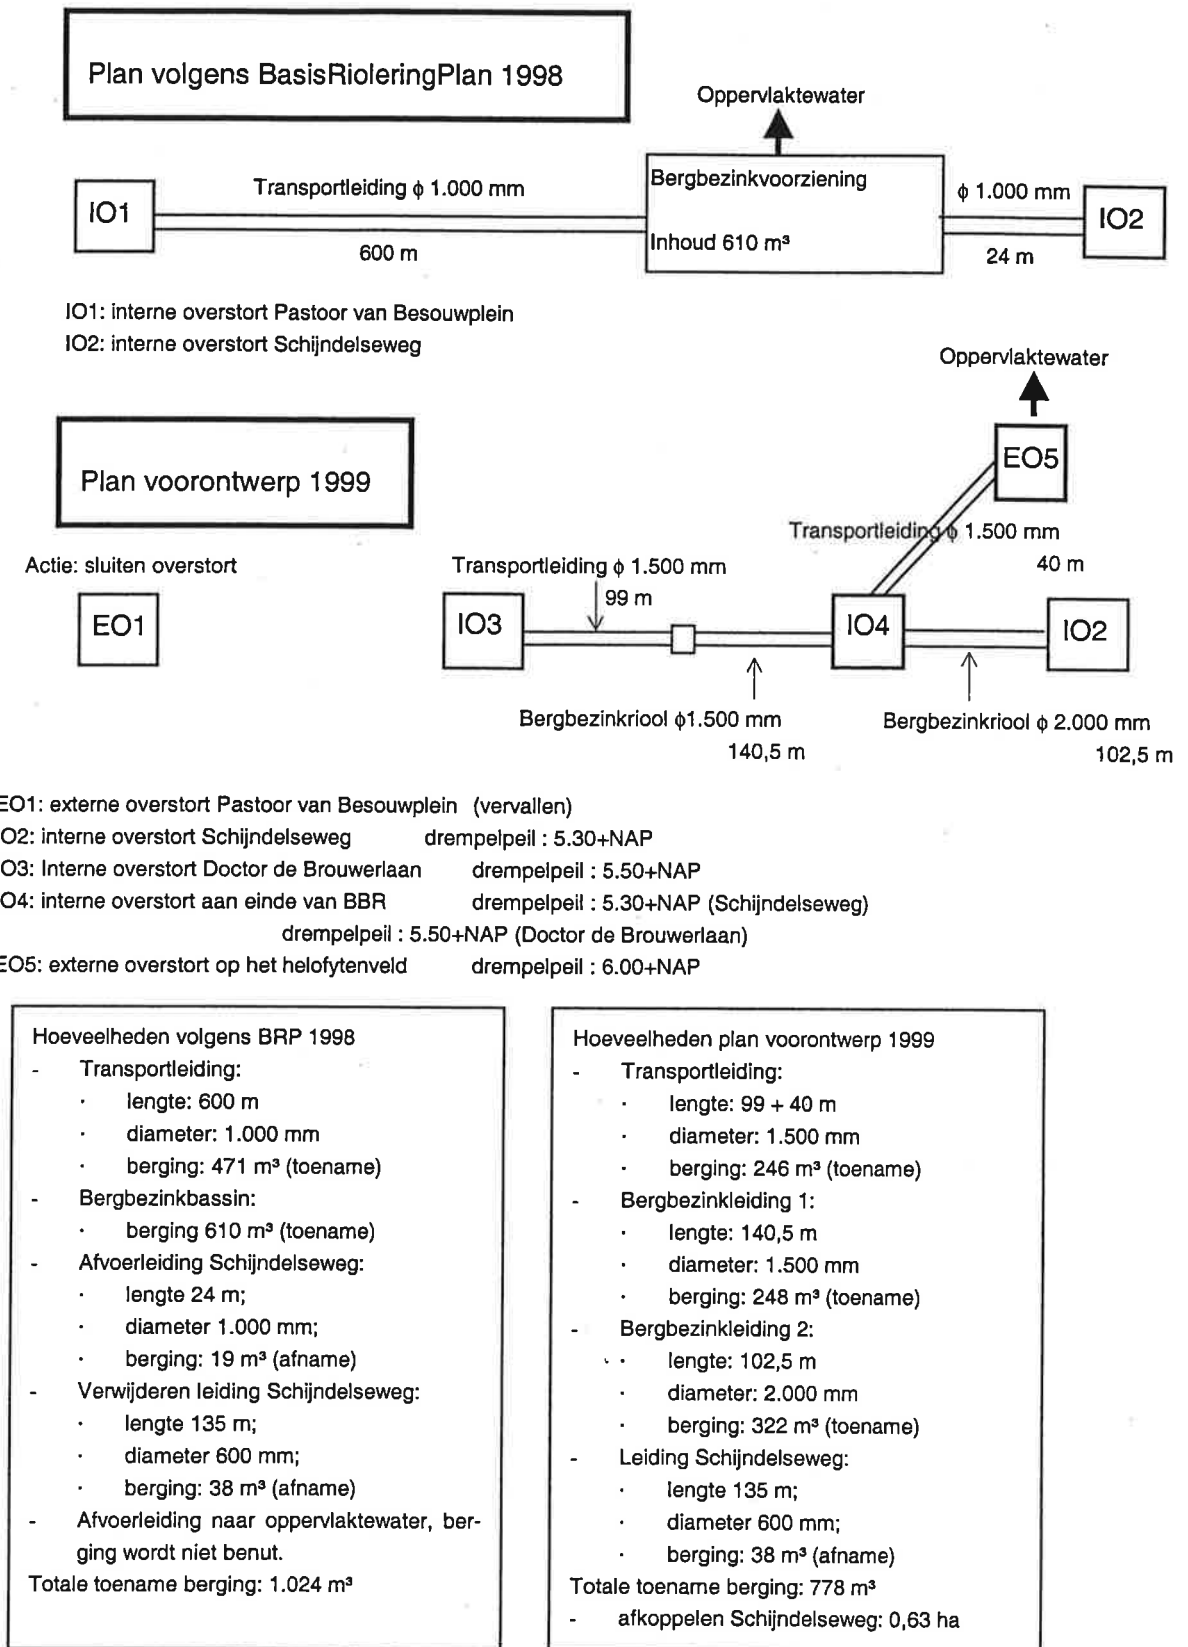 Plan volgens BasisRioleringPlan 1998
Oppervlaktewater
IO1
Transportleiding ϕ 1.000 mm
600 m
Bergbezinkvoorziening
Inhoud 610 m³
ϕ 1.000 mm
24 m
IO2
IO1: interne overstort Pastoor van Besouwplein
IO2: interne overstort Schijndelseweg
Oppervlaktewater
Plan voorontwerp 1999
EO5
Transportleiding ϕ 1.500 mm
40 m
Actie: sluiten overstort
EO1
Transportleiding ϕ 1.500 mm
99 m
IO3
IO4
IO2
Bergbezinkriool ϕ1.500 mm
140,5 m
Bergbezinkriool ϕ 2.000 mm
102,5 m
EO1: externe overstort Pastoor van Besouwplein (vervallen)
O2: interne overstort Schijndelseweg drempelpeil : 5.30+NAP
O3: Interne overstort Doctor de Brouwerlaan drempelpeil : 5.50+NAP
O4: interne overstort aan einde van BBR drempelpeil : 5.30+NAP (Schijndelseweg)
drempelpeil : 5.50+NAP (Doctor de Brouwerlaan)
EO5: externe overstort op het helofytenveld drempelpeil : 6.00+NAP
Hoeveelheden volgens BRP 1998
- Transportleiding:
· lengte: 600 m
· diameter: 1.000 mm
· berging: 471 m³ (toename)
- Bergbezinkbassin:
· berging 610 m³ (toename)
- Afvoerleiding Schijndelseweg:
· lengte 24 m;
· diameter 1.000 mm;
· berging: 19 m³ (afname)
- Verwijderen leiding Schijndelseweg:
· lengte 135 m;
· diameter 600 mm;
· berging: 38 m³ (afname)
- Afvoerleiding naar oppervlaktewater, ber-
ging wordt niet benut.
Totale toename berging: 1.024 m³
Hoeveelheden plan voorontwerp 1999
- Transportleiding:
· lengte: 99 + 40 m
· diameter: 1.500 mm
· berging: 246 m³ (toename)
- Bergbezinkleiding 1:
· lengte: 140,5 m
· diameter: 1.500 mm
· berging: 248 m³ (toename)
- Bergbezinkleiding 2:
· lengte: 102,5 m
· diameter: 2.000 mm
· berging: 322 m³ (toename)
- Leiding Schijndelseweg:
· lengte 135 m;
· diameter 600 mm;
· berging: 38 m³ (afname)
Totale toename berging: 778 m³
- afkoppelen Schijndelseweg: 0,63 ha